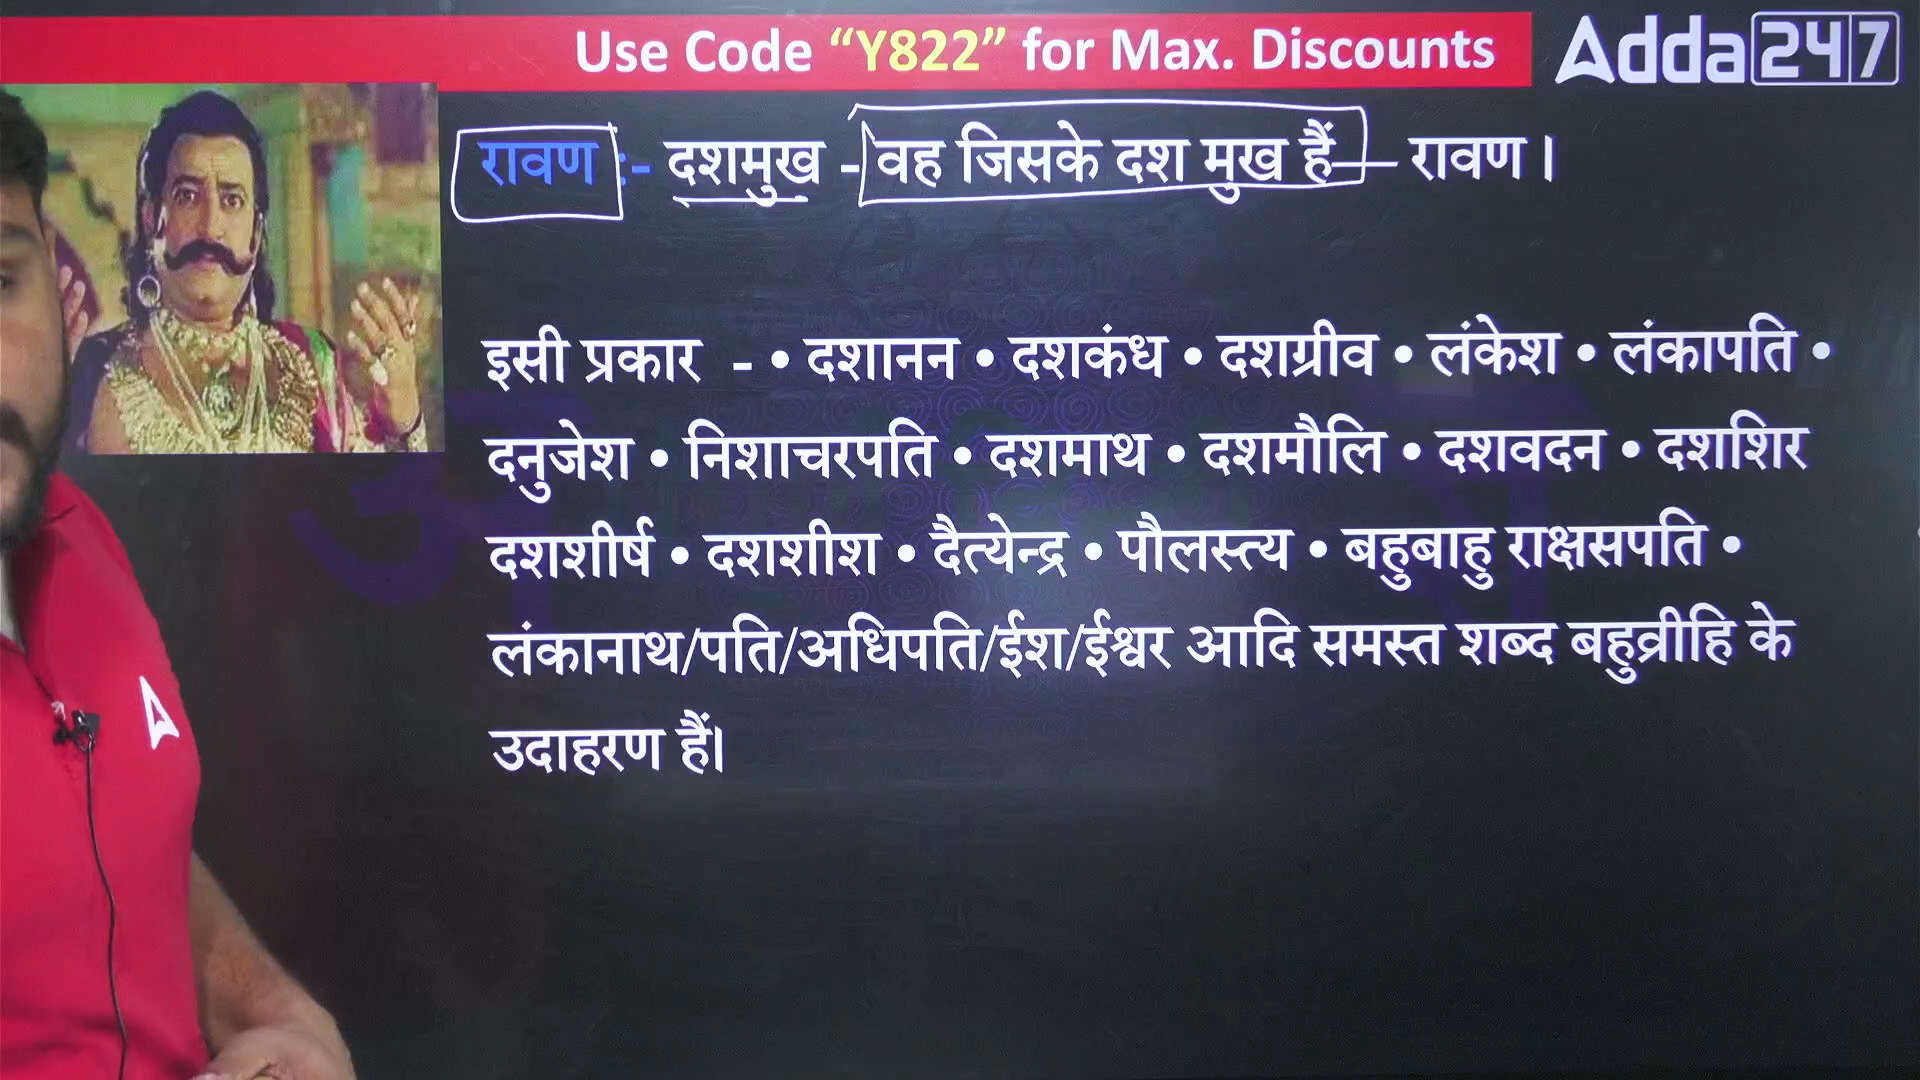 Use Code “Y822” for Max. Discounts
Adda247
रावण :- दशमुख - वह जिसके दश मुख हैं — रावण ।
इसी प्रकार - • दशानन • दशकंध • दशग्रीव • लंकेश • लंकापति •
दनुजेश • निशाचरपति • दशमाथ • दशमौलि • दशवदन • दशशिर
दशशीर्ष • दशशीश • दैत्येन्द्र • पौलस्त्य • बहुबाहु राक्षसपति •
लंकानाथ/पति/अधिपति/ईश/ईश्वर आदि समस्त शब्द बहुव्रीहि के
उदाहरण हैं।